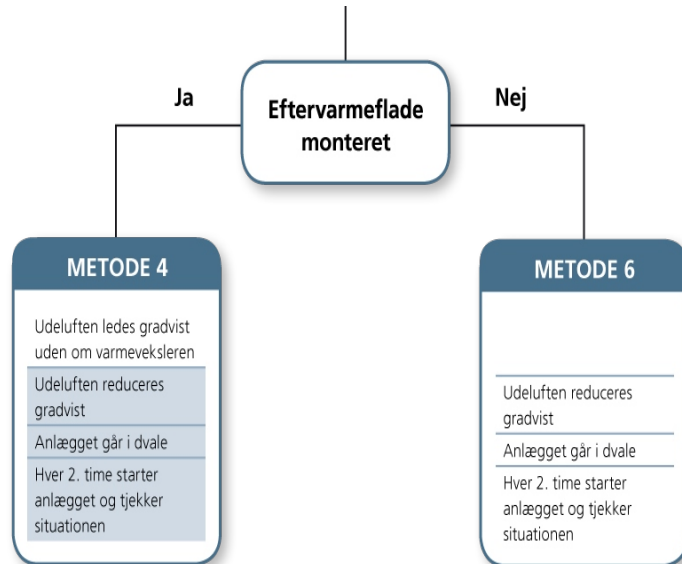 Ja
Eftervarmeflade
monteret
Nej
METODE 4
Udeluften ledes gradvist
uden om varmeveksleren
Udeluften reduceres
gradvist
Anlægget går i dvale
Hver 2. time starter
anlægget og tjekker
situationen
METODE 6
Udeluften reduceres
gradvist
Anlægget går i dvale
Hver 2. time starter
anlægget og tjekker
situationen